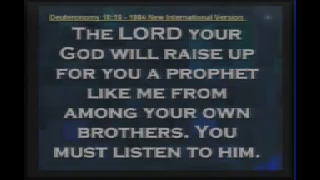 Deuteronomy 18:15 - 1984 New International Version
THE LORD YOUR
GOD WILL RAISE UP
FOR YOU A PROPHET
LIKE ME FROM
AMONG YOUR OWN
BROTHERS. YOU
MUST LISTEN TO HIM.